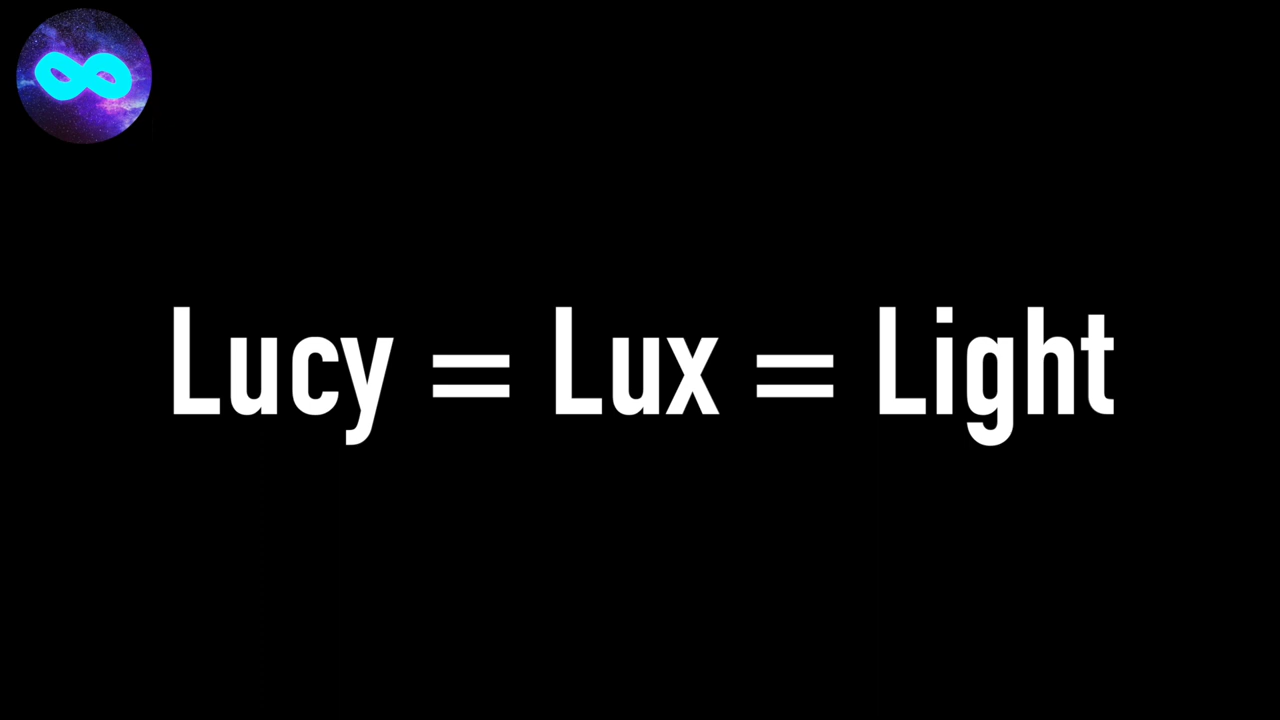 Lucy = Lux = Light